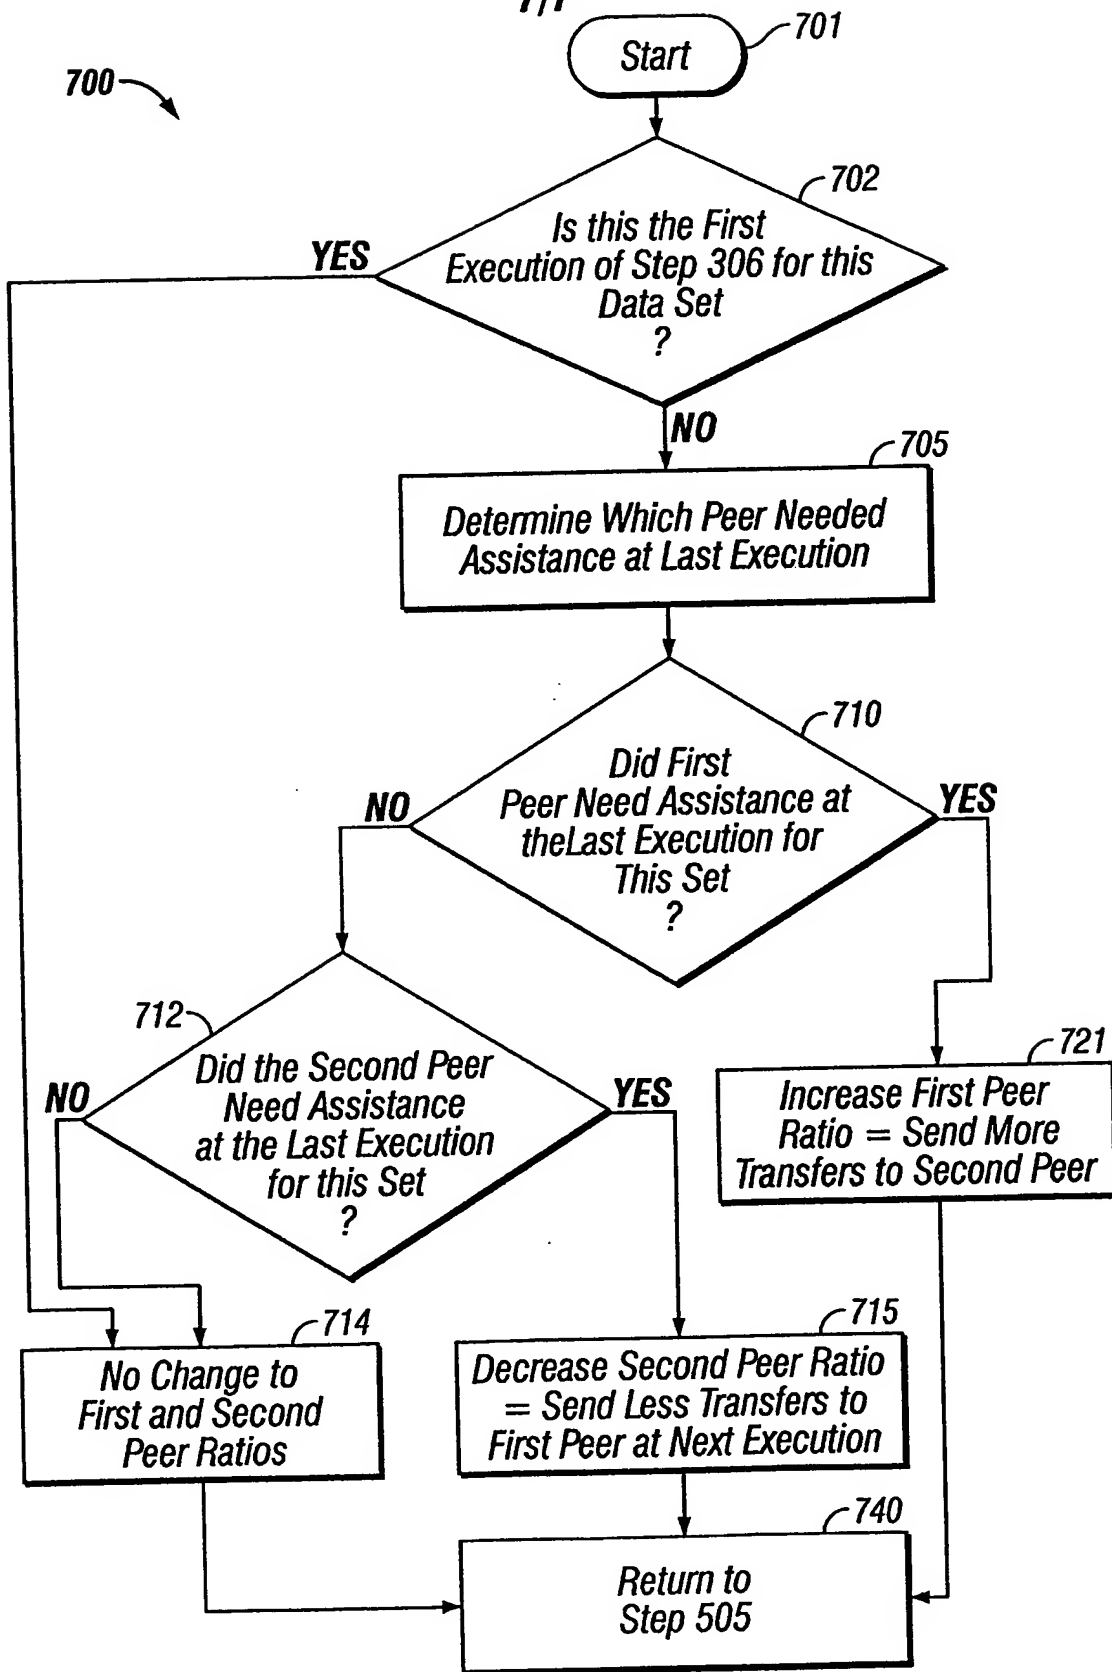 Start
701
700
702
Is this the First
Execution of Step 306 for this
Data Set
?
YES
NO
705
Determine Which Peer Needed
Assistance at Last Execution
710
Did First
Peer Need Assistance at
theLast Execution for
This Set
?
NO
YES
712
Did the Second Peer
Need Assistance
at the Last Execution
for this Set
?
NO
YES
721
Increase First Peer
Ratio = Send More
Transfers to Second Peer
714
No Change to
First and Second
Peer Ratios
715
Decrease Second Peer Ratio
= Send Less Transfers to
First Peer at Next Execution
740
Return to
Step 505